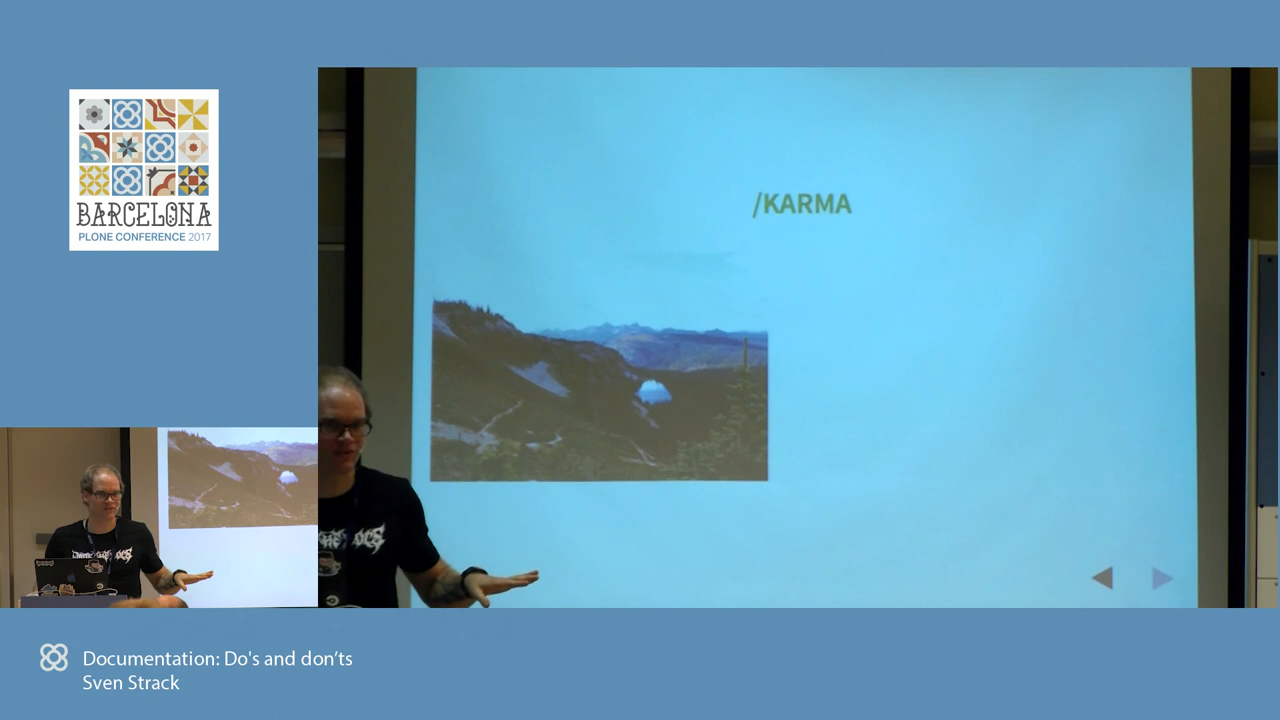 BARCELONA
PLONE CONFERENCE 2017
/KARMA
Documentation: Do's and don’ts
Sven Strack